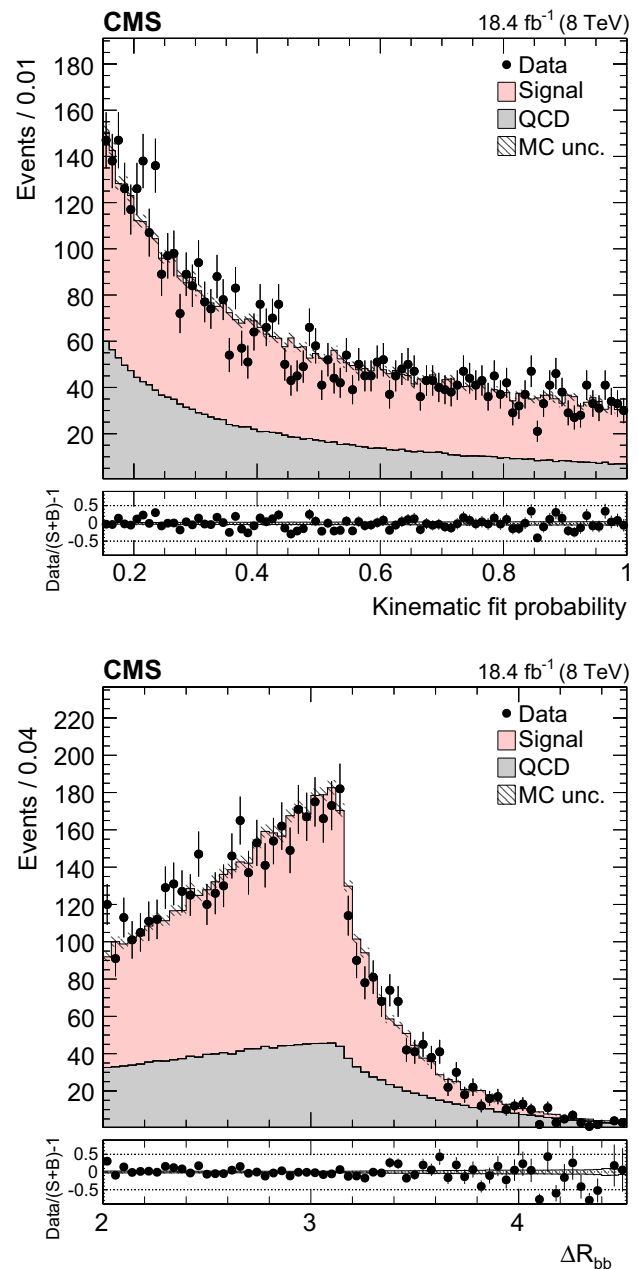 CMS 18.4 fb⁻¹ (8 TeV)
Events / 0.01
180
160
140
120
100
80
60
40
20
Data
Signal
QCD
MC unc.
Data/(S+B)-1
0.5
0
-0.5
0.2 0.4 0.6 0.8 1
Kinematic fit probability
CMS 18.4 fb⁻¹ (8 TeV)
Events / 0.04
220
200
180
160
140
120
100
80
60
40
20
Data
Signal
QCD
MC unc.
Data/(S+B)-1
0.5
0
-0.5
2 3 4
ΔR_bb